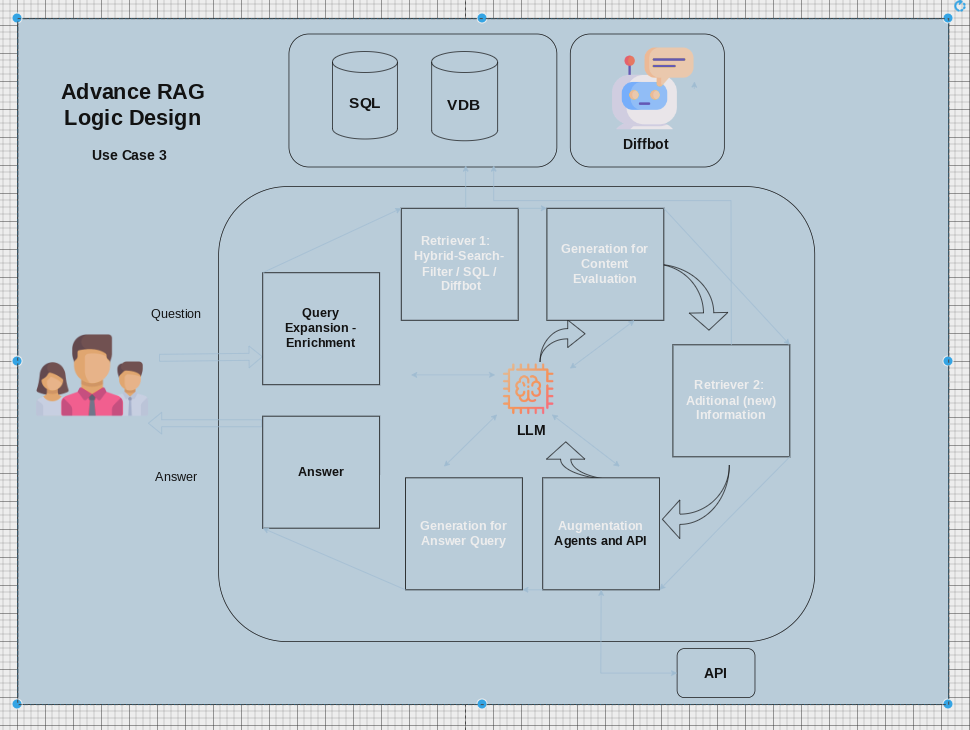 Advance RAG
Logic Design
Use Case 3
SQL
VDB
Diffbot
Retriever 1:
Hybrid-Search-
Filter / SQL /
Diffbot
Generation for
Content
Evaluation
Question
Query
Expansion -
Enrichment
Retriever 2:
Aditional (new)
Information
LLM
Answer
Answer
Generation for
Answer Query
Augmentation
Agents and API
API